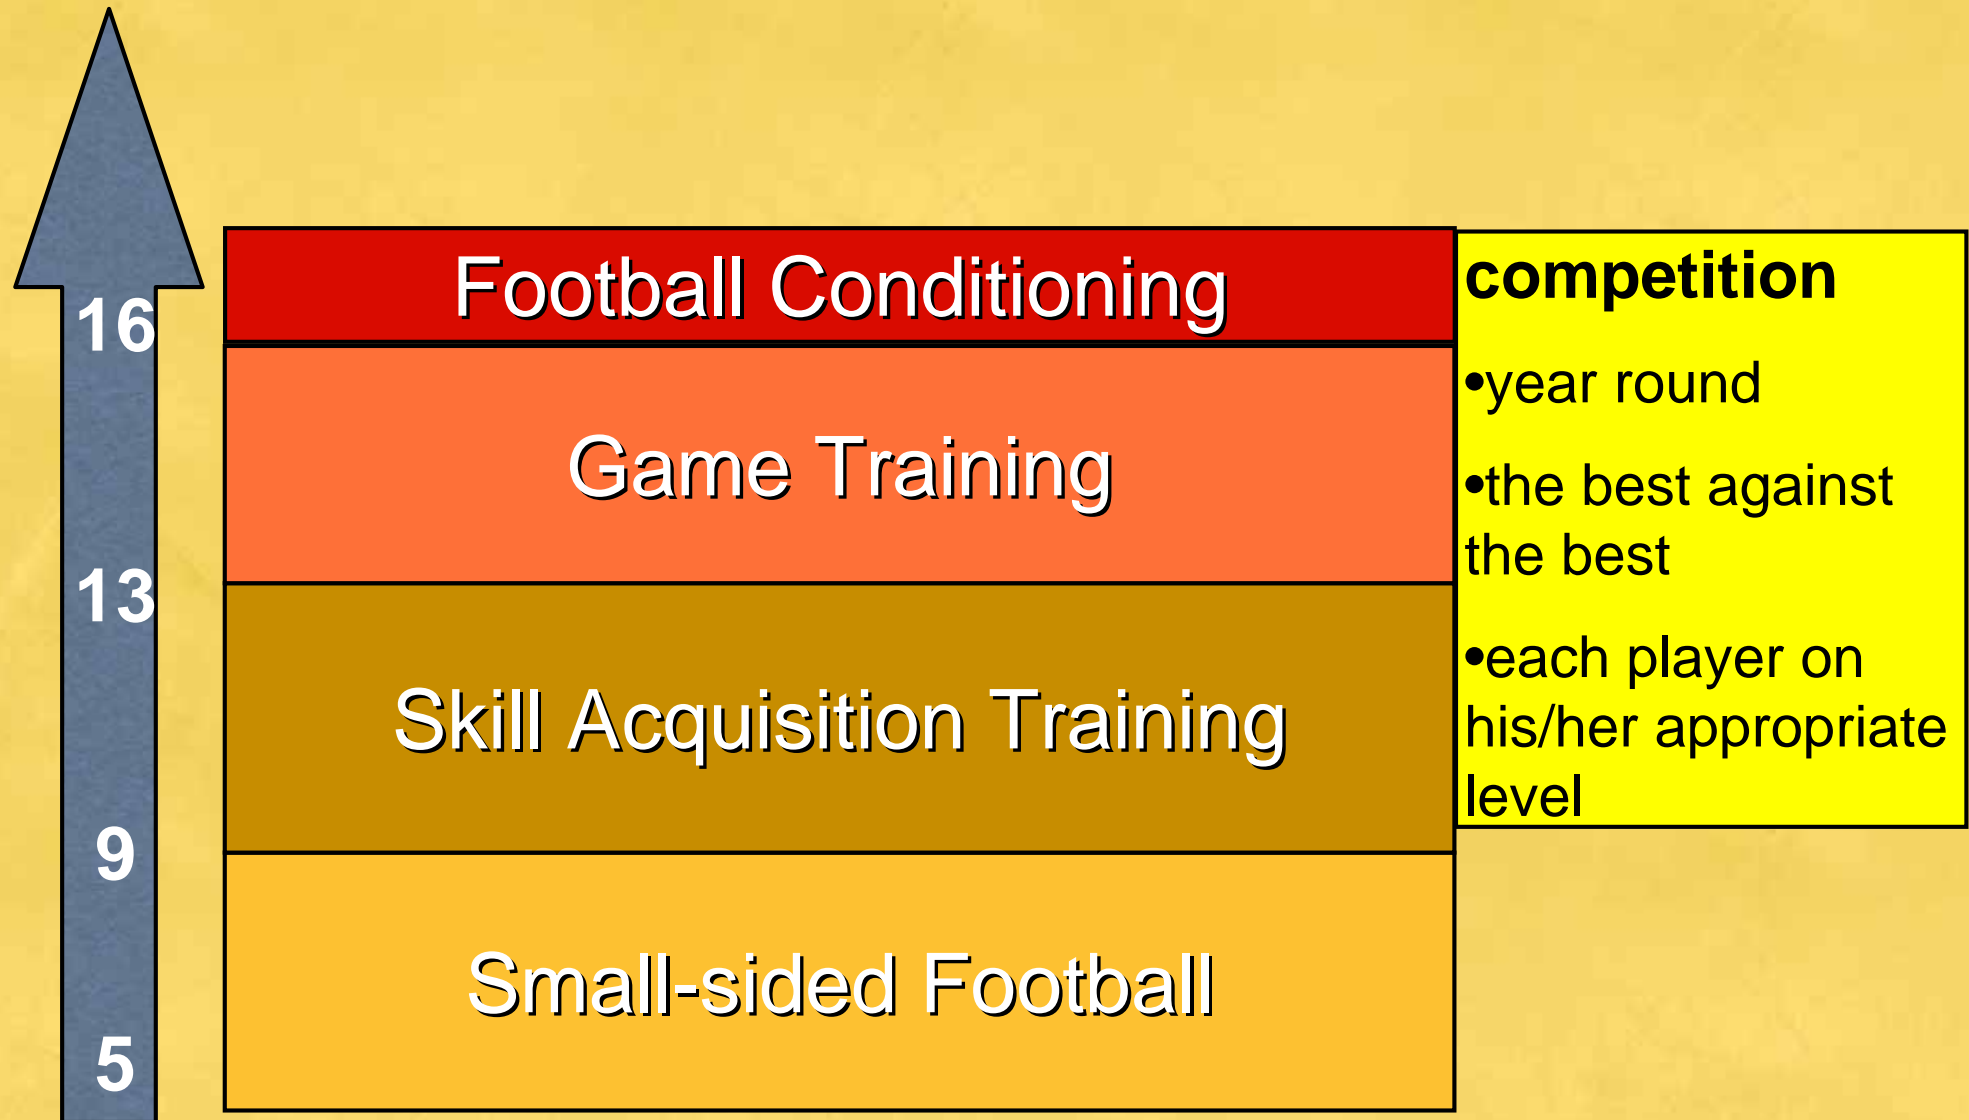 16
13
9
5
Football Conditioning
Game Training
Skill Acquisition Training
Small-sided Football
competition
•year round
•the best against
the best
•each player on
his/her appropriate
level